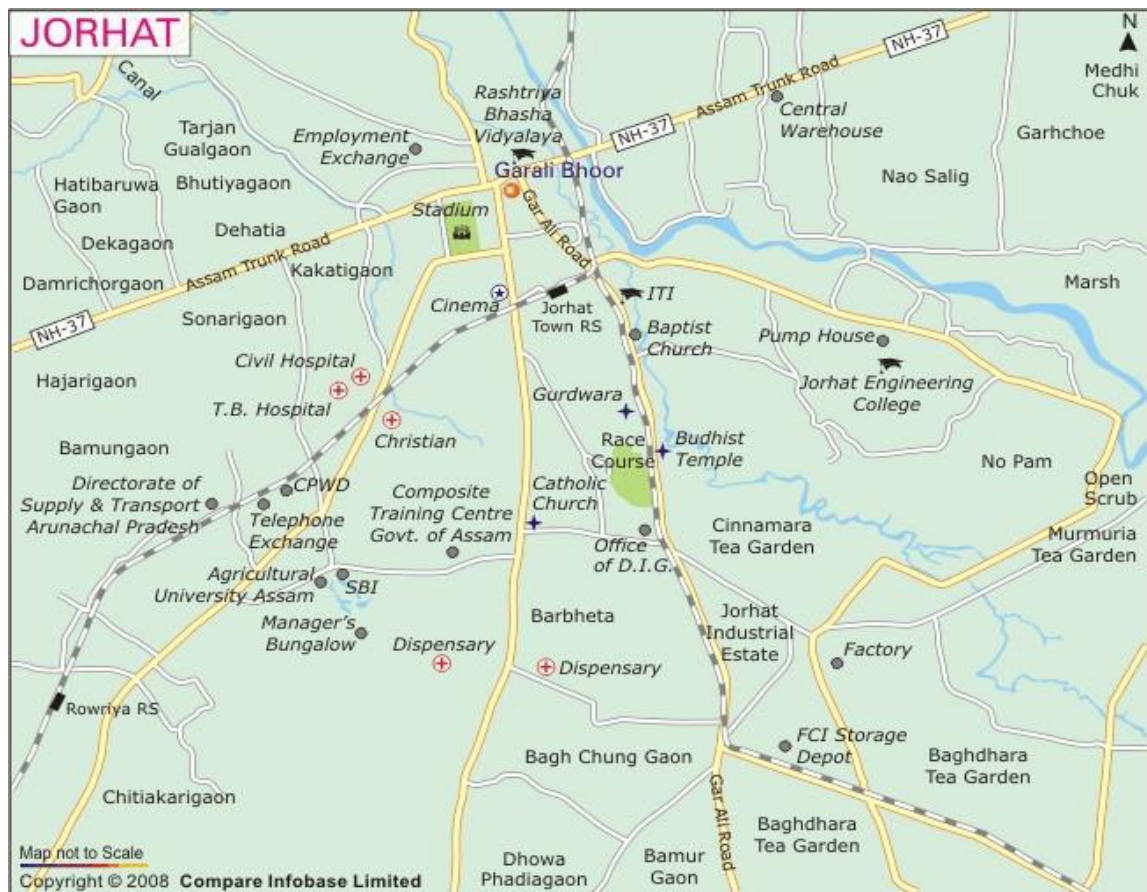 JORHAT
N
Medhi
Chuk
NH-37
Assam Trunk Road
NH-37
Canal
Rashtriya
Bhasha
Vidyalaya
Central
Warehouse
Garhchoe
Tarjan
Gualgaon
Employment
Exchange
Garali Bhoor
Nao Salig
Hatibaruwa
Gaon
Bhutiyagaon
Stadium
Gar Ali Road
Dekagaon
Dehatia
Assam Trunk Road
Kakatigaon
Damrichorgaon
Marsh
Cinema
Jorhat
Town RS
ITI
Sonarigaon
NH-37
Baptist
Church
Pump House
Civil Hospital
Hajarigaon
T.B. Hospital
Gurdwara
Jorhat Engineering
College
Christian
Bamungaon
Race
Course
Budhist
Temple
No Pam
Directorate of
Supply & Transport
Arunachal Pradesh
CPWD
Telephone
Exchange
Composite
Training Centre
Govt. of Assam
Catholic
Church
Open
Scrub
Cinnamara
Tea Garden
Murmuria
Tea Garden
Office
of D.I.G.
Agricultural
University Assam
SBI
Manager's
Bungalow
Barbheta
Jorhat
Industrial
Estate
Dispensary
Dispensary
Factory
Rowriya RS
FCI Storage
Depot
Bagh Chung Gaon
Baghdhara
Tea Garden
Chitiakarigaon
Gar Ali Road
Baghdhara
Tea Garden
Map not to Scale
Dhowa
Phadiagaon
Bamur
Gaon
Copyright © 2008 Compare Infobase Limited